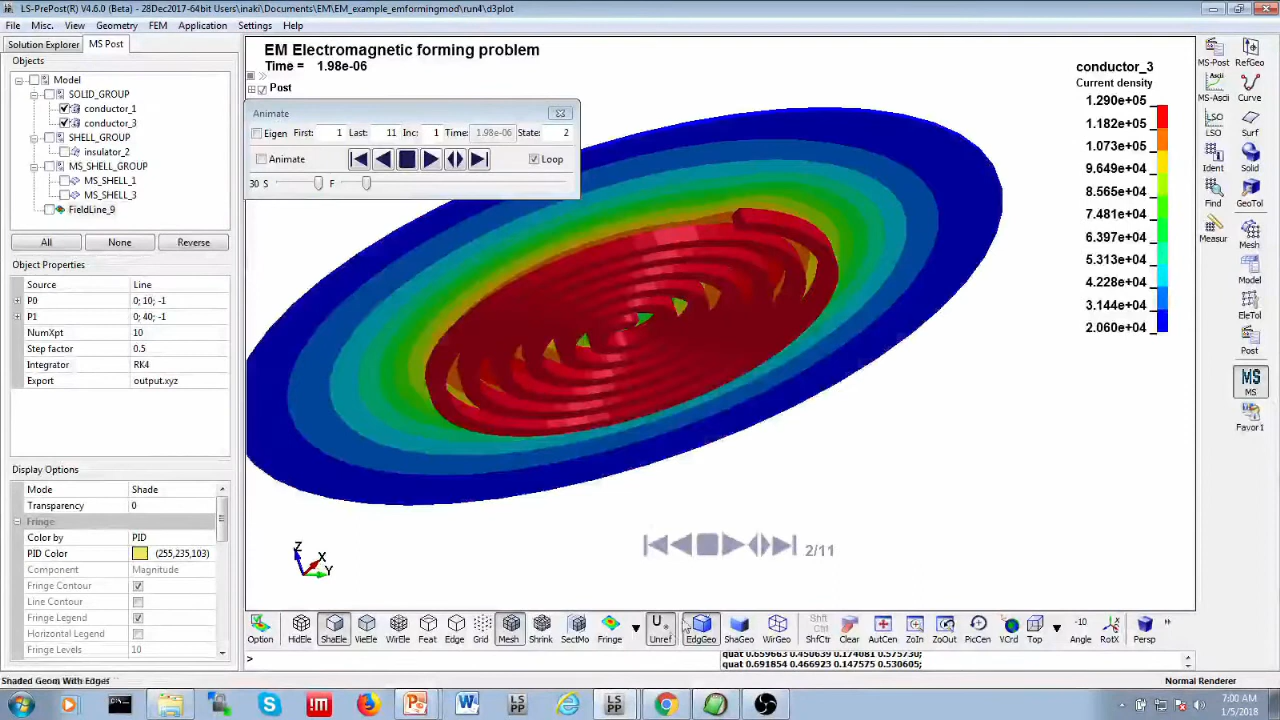 LS-PrePost(R) V4.6.0 (Beta) - 28Dec2017-64bit Users\inaki\Documents\EM\EM_example_emformingmod\run4\d3plot
File Misc. View Geometry FEM Application Settings Help
Solution Explorer MS Post
Objects
Model
SOLID_GROUP
conductor_1
conductor_3
SHELL_GROUP
insulator_2
MS_SHELL_GROUP
MS_SHELL_1
MS_SHELL_3
FieldLine_9
All None Reverse
Object Properties
Source Line
P0 0; 10; -1
P1 0; 40; -1
NumXpt 10
Step factor 0.5
Integrator RK4
Export output.xyz
Display Options
Mode Shade
Transparency 0
Fringe
Color by PID
PID Color (255,235,103)
Component Magnitude
Fringe Contour
Line Contour
Fringe Legend
Horizontal Legend
Fringe Levels 10
Shaded Geom With Edges
EM Electromagnetic forming problem
Time = 1.98e-06
Post
Animate
Eigen First: 1 Last: 11 Inc: 1 Time: 1.98e-06 State: 2
Animate Loop
30 S F
conductor_3
Current density
1.290e+05
1.182e+05
1.073e+05
9.649e+04
8.565e+04
7.481e+04
6.397e+04
5.313e+04
4.228e+04
3.144e+04
2.060e+04
Z
X
Y
2/11
MS-Post RefGeo
Ascii
MS-Ascii Curve
LSO
LSO Surf
Ident Solid
Find GeoTol
Measur Mesh
Model
EleTol
Post
MS
MS
Favor1
Option HidEle ShaEle VieEle WirEle Feat Edge Grid Mesh Shrink SectMo Fringe Unref EdgGeo ShaGeo WirGeo ShfCtr Clear AutCen ZoIn ZoOut PicCen VCrd Top Angle RotX Persp
>
quat 0.659663 0.450639 0.174081 0.575730;
quat 0.691854 0.466923 0.147575 0.530605;
Normal Renderer
7:00 AM
1/5/2018